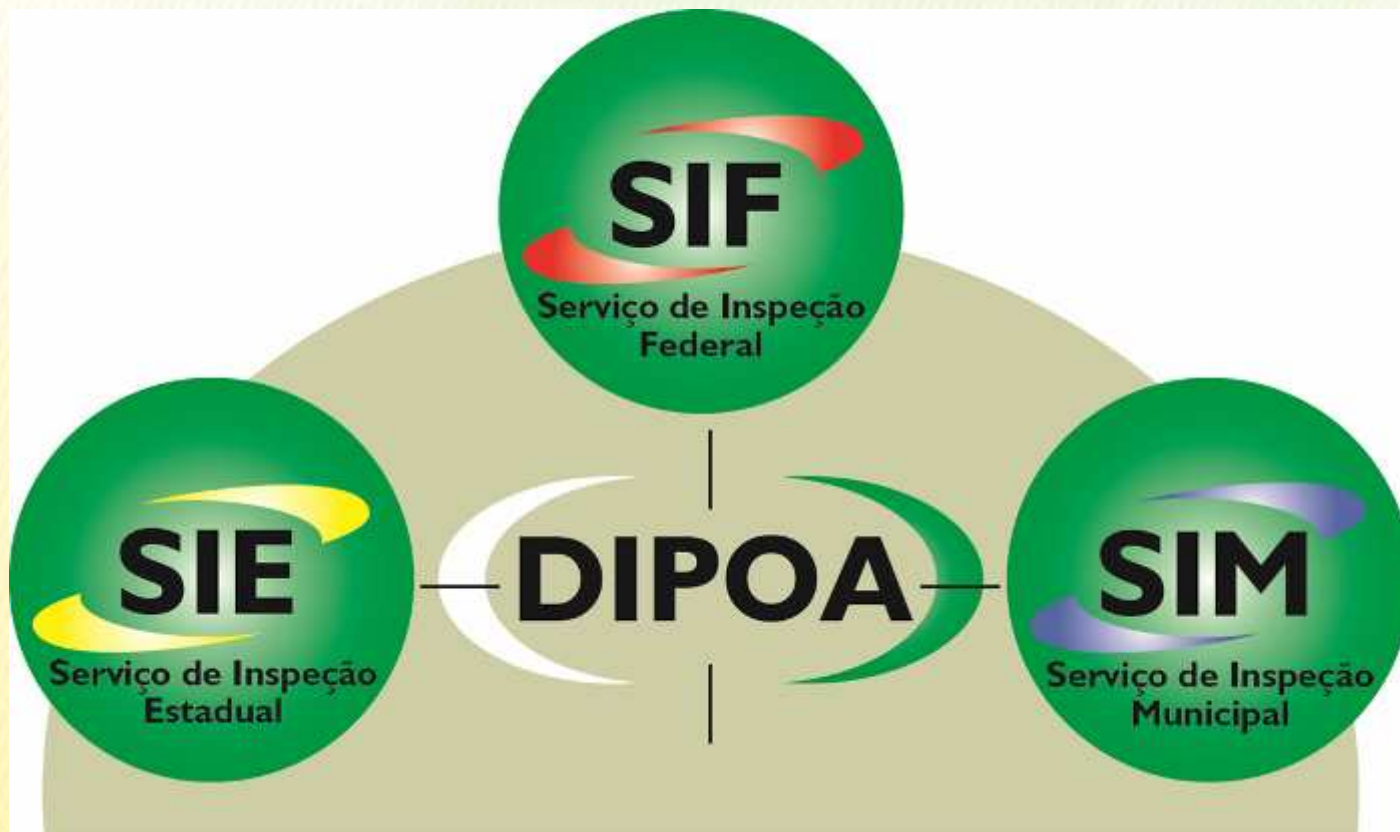 SIF
Serviço de Inspeção
Federal
SIE
Serviço de Inspeção
Estadual
DIPOA
SIM
Serviço de Inspeção
Municipal